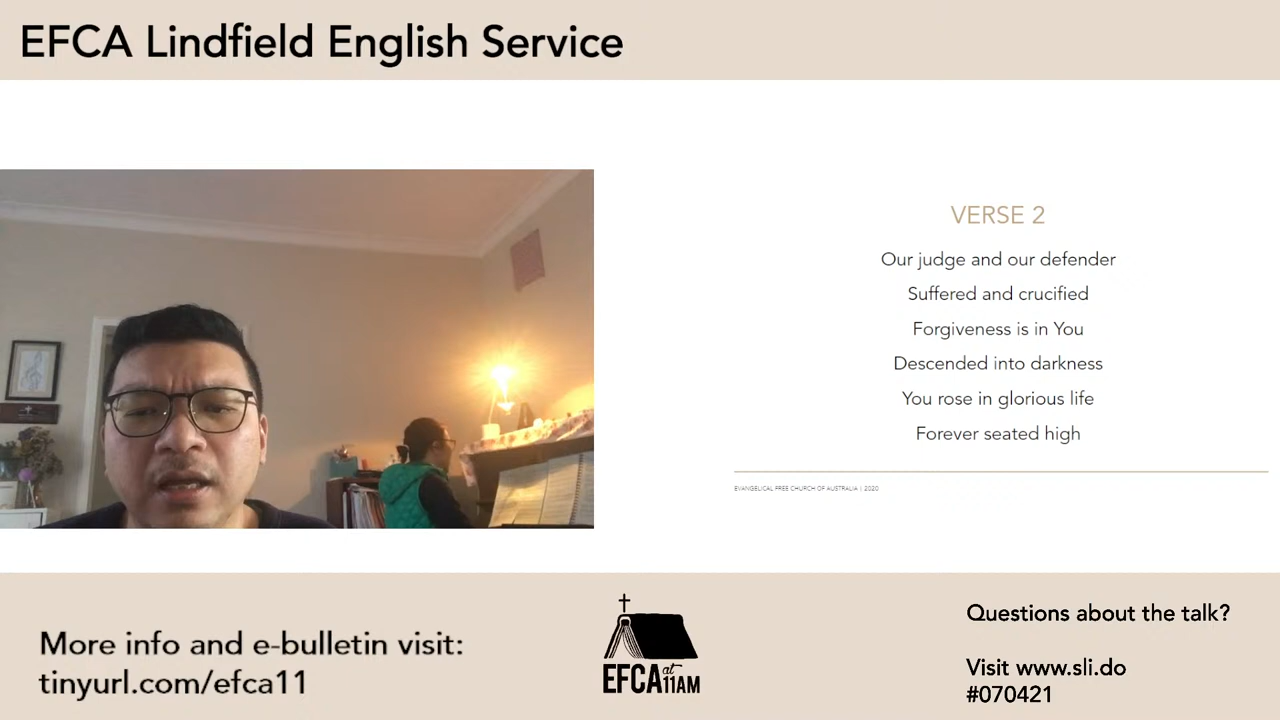 EFCA Lindfield English Service
VERSE 2
Our judge and our defender
Suffered and crucified
Forgiveness is in You
Descended into darkness
You rose in glorious life
Forever seated high
EVANGELICAL FREE CHURCH OF AUSTRALIA | 2020
More info and e-bulletin visit:
tinyurl.com/efca11
EFCA at 11AM
Questions about the talk?
Visit www.sli.do
#070421